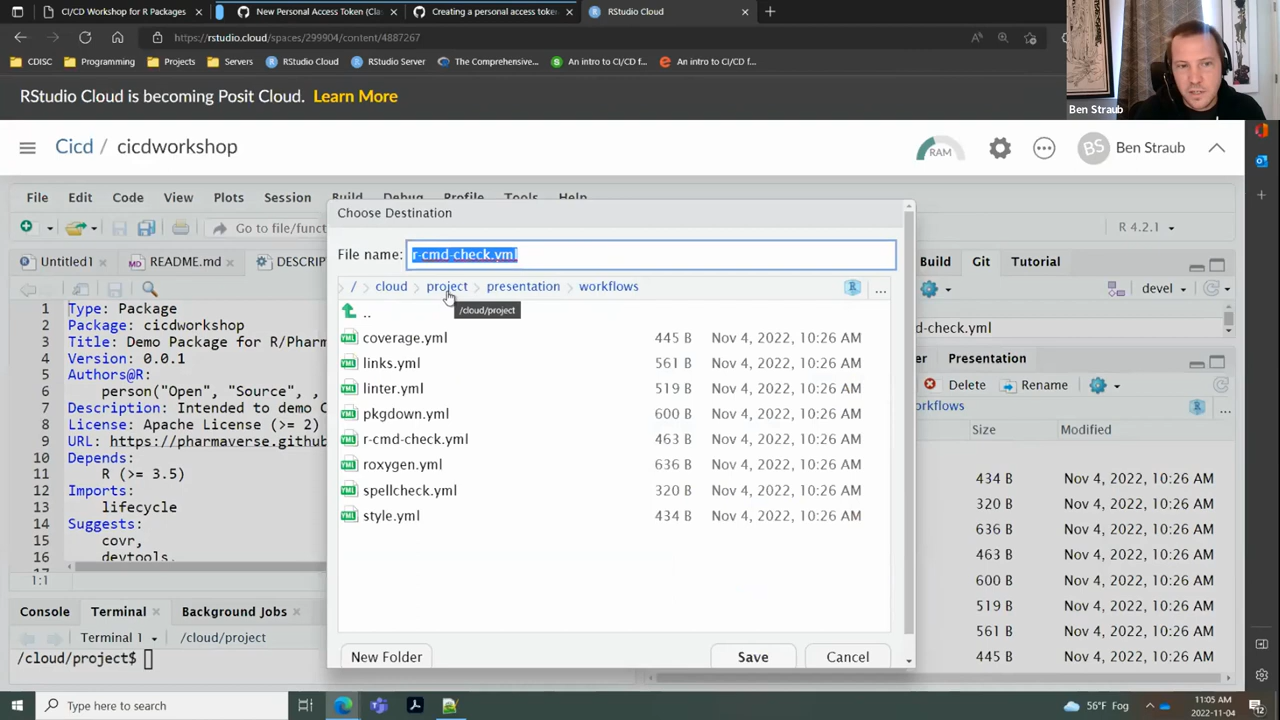 CI/CD Workshop for R Packages
New Personal Access Token (Cla
Creating a personal access toke
RStudio Cloud
https://rstudio.cloud/spaces/299904/content/4887267
CDISC
Programming
Projects
Servers
RStudio Cloud
RStudio Server
The Comprehensive...
An intro to CI/CD f...
An intro to CI/CD f...
Ben Straub
RStudio Cloud is becoming Posit Cloud. Learn More
Cicd / cicdworkshop
RAM
BS
Ben Straub
File Edit Code View Plots Session Build Debug Profile Tools Help
Go to file/funct
R 4.2.1
Untitled1
README.md
DESCRIP
1 Type: Package
2 Package: cicdworkshop
3 Title: Demo Package for R/Pharm
4 Version: 0.0.1
5 Authors@R:
6 person("Open", "Source", ,
7 Description: Intended to demo C
8 License: Apache License (>= 2)
9 URL: https://pharmaverse.github
10 Depends:
11 R (>= 3.5)
12 Imports:
13 lifecycle
14 Suggests:
15 covr,
16 devtools,
1:1
Console Terminal Background Jobs
Terminal 1 /cloud/project
/cloud/project$
Choose Destination
File name: r-cmd-check.yml
/ cloud project presentation workflows
...
/cloud/project
..
coverage.yml 445 B Nov 4, 2022, 10:26 AM
links.yml 561 B Nov 4, 2022, 10:26 AM
linter.yml 519 B Nov 4, 2022, 10:26 AM
pkgdown.yml 600 B Nov 4, 2022, 10:26 AM
r-cmd-check.yml 463 B Nov 4, 2022, 10:26 AM
roxygen.yml 636 B Nov 4, 2022, 10:26 AM
spellcheck.yml 320 B Nov 4, 2022, 10:26 AM
style.yml 434 B Nov 4, 2022, 10:26 AM
New Folder
Save
Cancel
Build Git Tutorial
devel
d-check.yml
er Presentation
Delete Rename
orkflows
...
Size Modified
434 B Nov 4, 2022, 10:26 AM
320 B Nov 4, 2022, 10:26 AM
636 B Nov 4, 2022, 10:26 AM
463 B Nov 4, 2022, 10:26 AM
600 B Nov 4, 2022, 10:26 AM
519 B Nov 4, 2022, 10:26 AM
561 B Nov 4, 2022, 10:26 AM
445 B Nov 4, 2022, 10:26 AM
Type here to search
56°F Fog
11:05 AM
2022-11-04